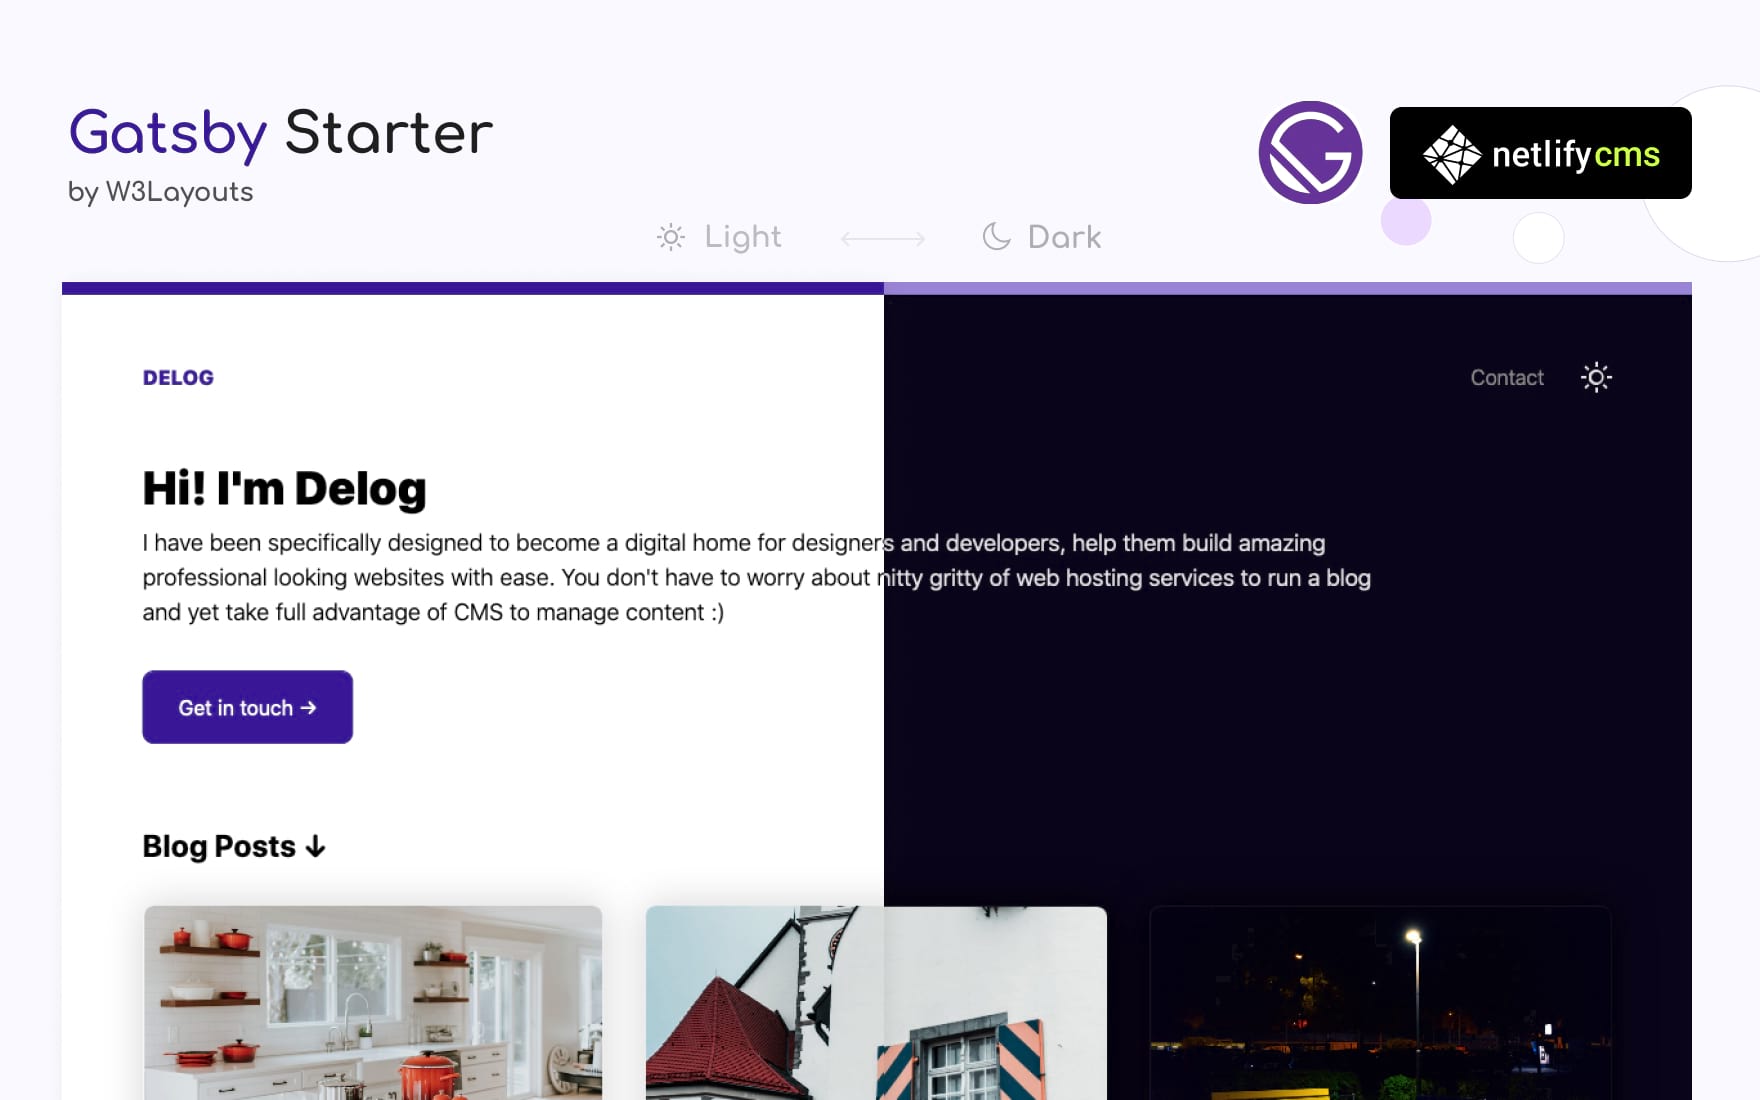 Gatsby Starter
by W3Layouts
netlifycms
Light
Dark
DELOG
Contact
Hi! I'm Delog
I have been specifically designed to become a digital home for designers and developers, help them build amazing
professional looking websites with ease. You don't have to worry about nitty gritty of web hosting services to run a blog
and yet take full advantage of CMS to manage content :)
Get in touch →
Blog Posts ↓